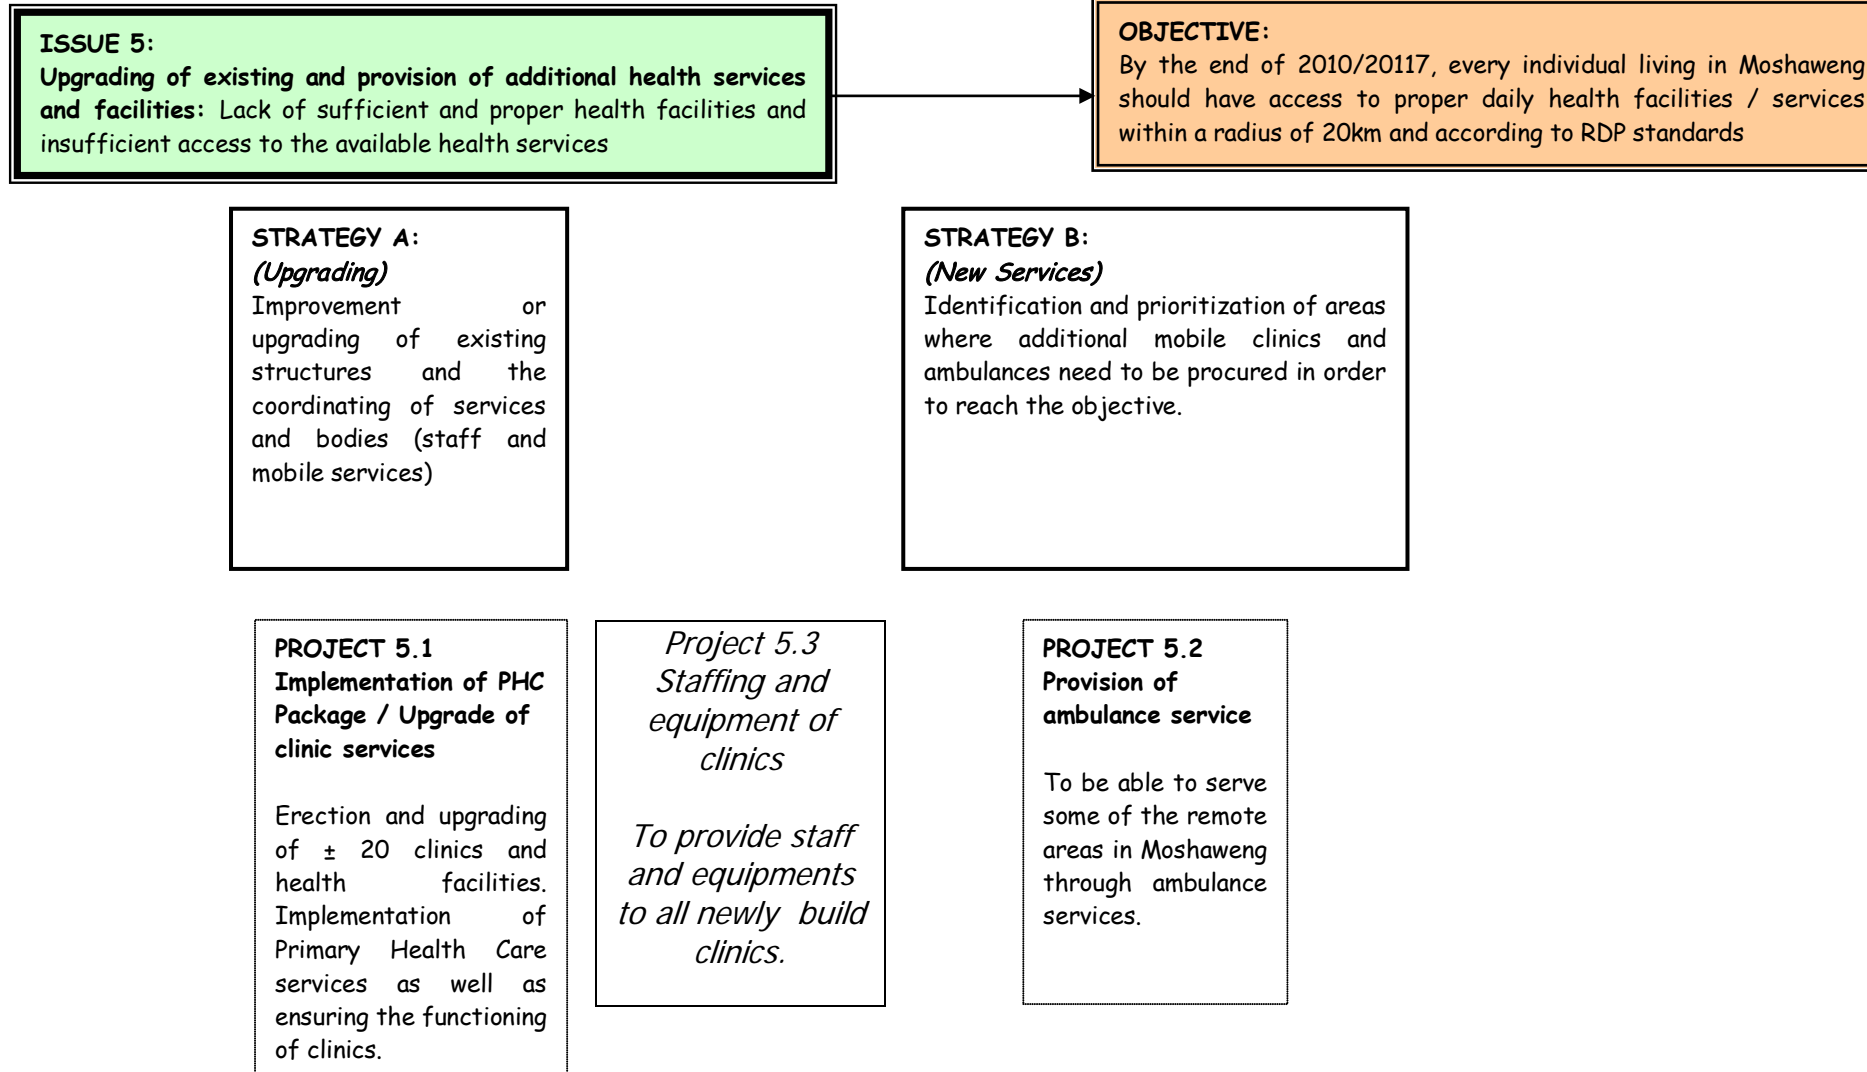 ISSUE 5:
Upgrading of existing and provision of additional health services
and facilities: Lack of sufficient and proper health facilities and
insufficient access to the available health services
OBJECTIVE:
By the end of 2010/20117, every individual living in Moshaweng
should have access to proper daily health facilities / services
within a radius of 20km and according to RDP standards
STRATEGY A:
(Upgrading)
Improvement or
upgrading of existing
structures and the
coordinating of services
and bodies (staff and
mobile services)
STRATEGY B:
(New Services)
Identification and prioritization of areas
where additional mobile clinics and
ambulances need to be procured in order
to reach the objective.
PROJECT 5.1
Implementation of PHC
Package / Upgrade of
clinic services
Erection and upgrading
of ± 20 clinics and
health facilities.
Implementation of
Primary Health Care
services as well as
ensuring the functioning
of clinics.
Project 5.3
Staffing and
equipment of
clinics
To provide staff
and equipments
to all newly build
clinics.
PROJECT 5.2
Provision of
ambulance service
To be able to serve
some of the remote
areas in Moshaweng
through ambulance
services.